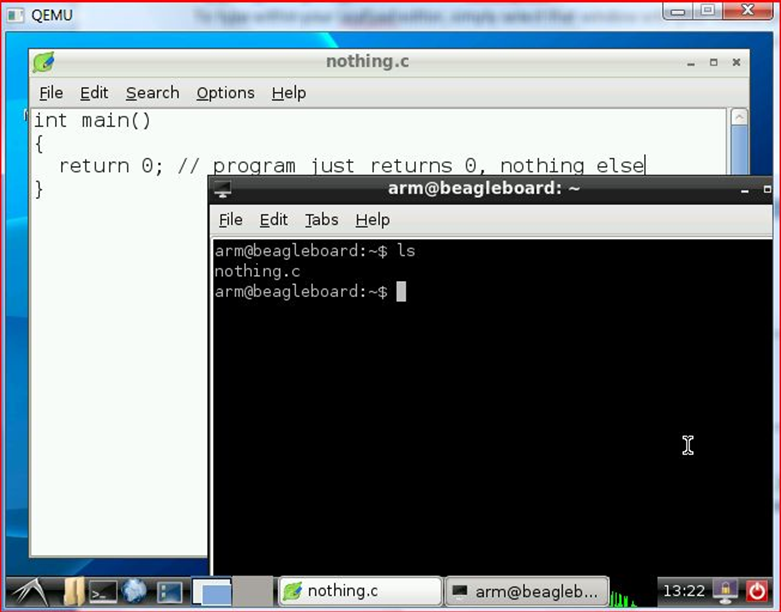 QEMU
nothing.c
File Edit Search Options Help
int main()
{
  return 0; // program just returns 0, nothing else
}
arm@beagleboard: ~
File Edit Tabs Help
arm@beagleboard:~$ ls
nothing.c
arm@beagleboard:~$
nothing.c
arm@beagleb...
13:22